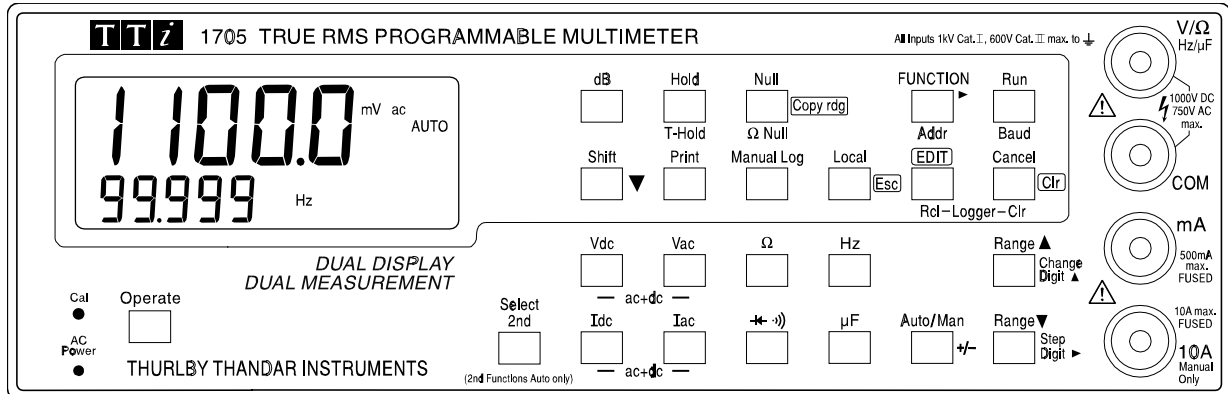 TTi 1705 TRUE RMS PROGRAMMABLE MULTIMETER
All Inputs 1kV Cat.I, 600V Cat.II max. to ⏚
V/Ω
Hz/µF
1000V DC
750V AC
max.
COM
mA
500mA
max.
FUSED
10A max.
FUSED
10A
Manual
Only
1100.0 mV ac
AUTO
99.999 Hz
dB Hold Null FUNCTION Run
Copy rdg
T-Hold Ω Null Addr Baud
Shift ▼ Print Manual Log Local EDIT Cancel
Esc Clr
Rcl-Logger-Clr
DUAL DISPLAY
DUAL MEASUREMENT
Vdc Vac Ω Hz Range ▲
Change
Digit ▲
— ac+dc —
Cal
AC
Power
Operate
Select
2nd
(2nd Functions Auto only)
Idc Iac µF Auto/Man Range▼
+/- Step
Digit ►
— ac+dc —
THURLBY THANDAR INSTRUMENTS